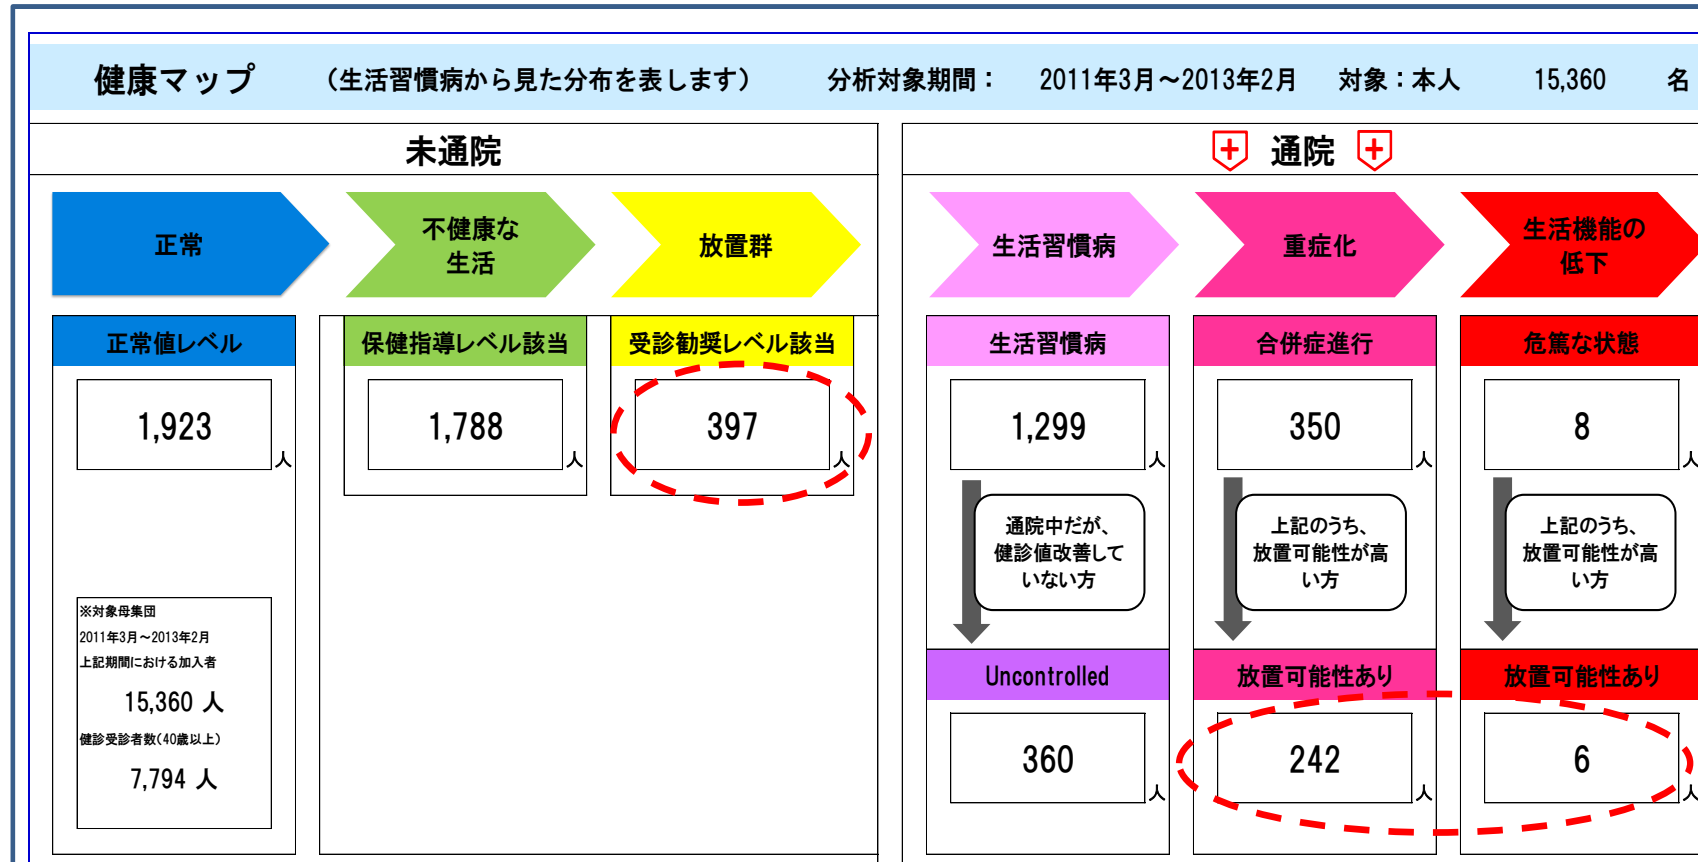 健康マップ （生活習慣病から見た分布を表します） 分析対象期間： 2011年3月～2013年2月 対象：本人 15,360 名
未通院
正常
不健康な
生活
放置群
正常値レベル
保健指導レベル該当
受診勧奨レベル該当
1,923
人
1,788
人
397
人
※対象母集団
2011年3月～2013年2月
上記期間における加入者
15,360 人
健診受診者数(40歳以上)
7,794 人
通院
生活習慣病
重症化
生活機能の
低下
生活習慣病
合併症進行
危篤な状態
1,299
人
350
人
8
人
通院中だが、
健診値改善して
いない方
上記のうち、
放置可能性が高
い方
上記のうち、
放置可能性が高
い方
Uncontrolled
放置可能性あり
放置可能性あり
360
人
242
人
6
人